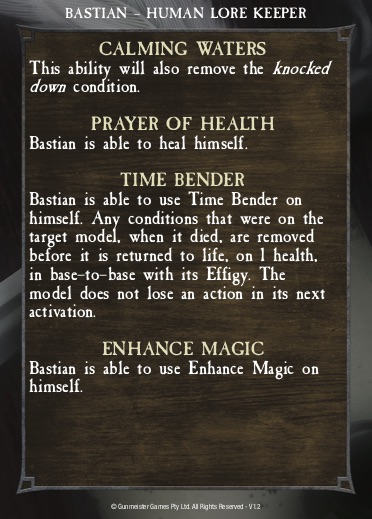 BASTIAN – HUMAN LORE KEEPER
CALMING WATERS
This ability will also remove the knocked
down condition.
PRAYER OF HEALTH
Bastian is able to heal himself.
TIME BENDER
Bastian is able to use Time Bender on
himself. Any conditions that were on the
target model, when it died, are removed
before it is returned to life, on 1 health,
in base-to-base with its Effigy. The
model does not lose an action in its next
activation.
ENHANCE MAGIC
Bastian is able to use Enhance Magic on
himself.
© Gunmeister Games Pty Ltd. All Rights Reserved - V1.2